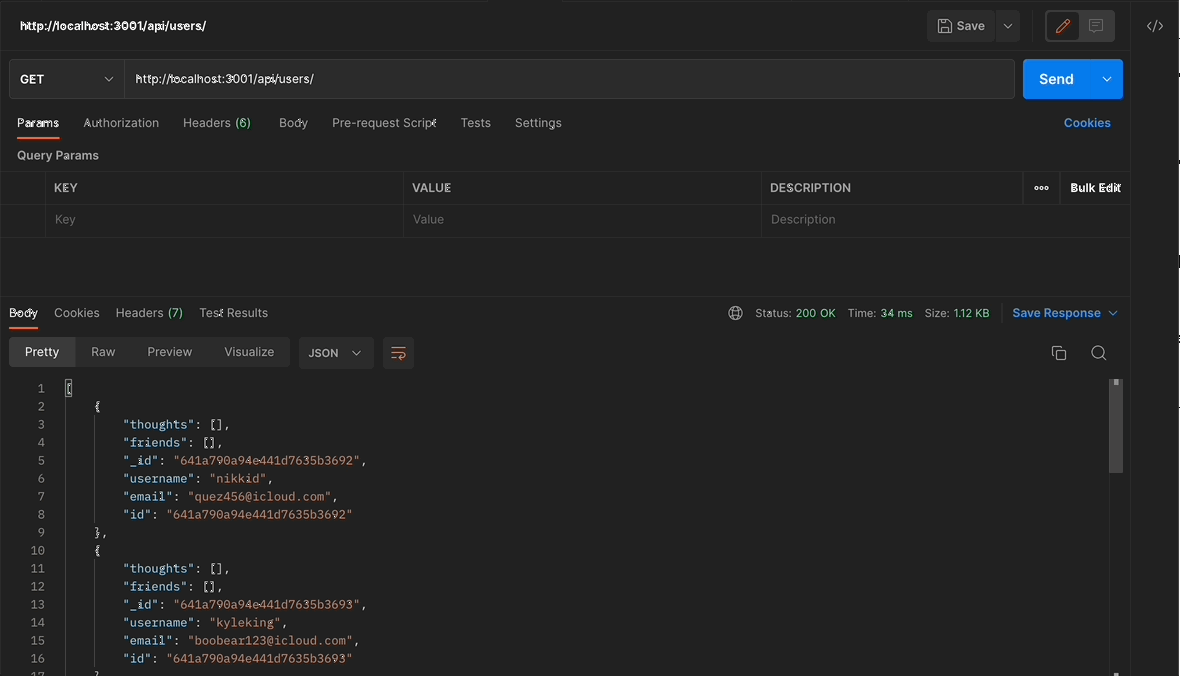 http://localhost:3001/api/users/
Save
GET http://localhost:3001/api/users/ Send
Params Authorization Headers (6) Body Pre-request Script Tests Settings Cookies
Query Params
KEY VALUE DESCRIPTION Bulk Edit
Key Value Description
Body Cookies Headers (7) Test Results Status: 200 OK Time: 34 ms Size: 1.12 KB Save Response
Pretty Raw Preview Visualize JSON
1 [
2 {
3 "thoughts": [],
4 "friends": [],
5 "_id": "641a790a94e441d7635b3692",
6 "username": "nikkid",
7 "email": "quez456@icloud.com",
8 "id": "641a790a94e441d7635b3692"
9 },
10 {
11 "thoughts": [],
12 "friends": [],
13 "_id": "641a790a94e441d7635b3693",
14 "username": "kyleking",
15 "email": "boobear123@icloud.com",
16 "id": "641a790a94e441d7635b3693"
17 }